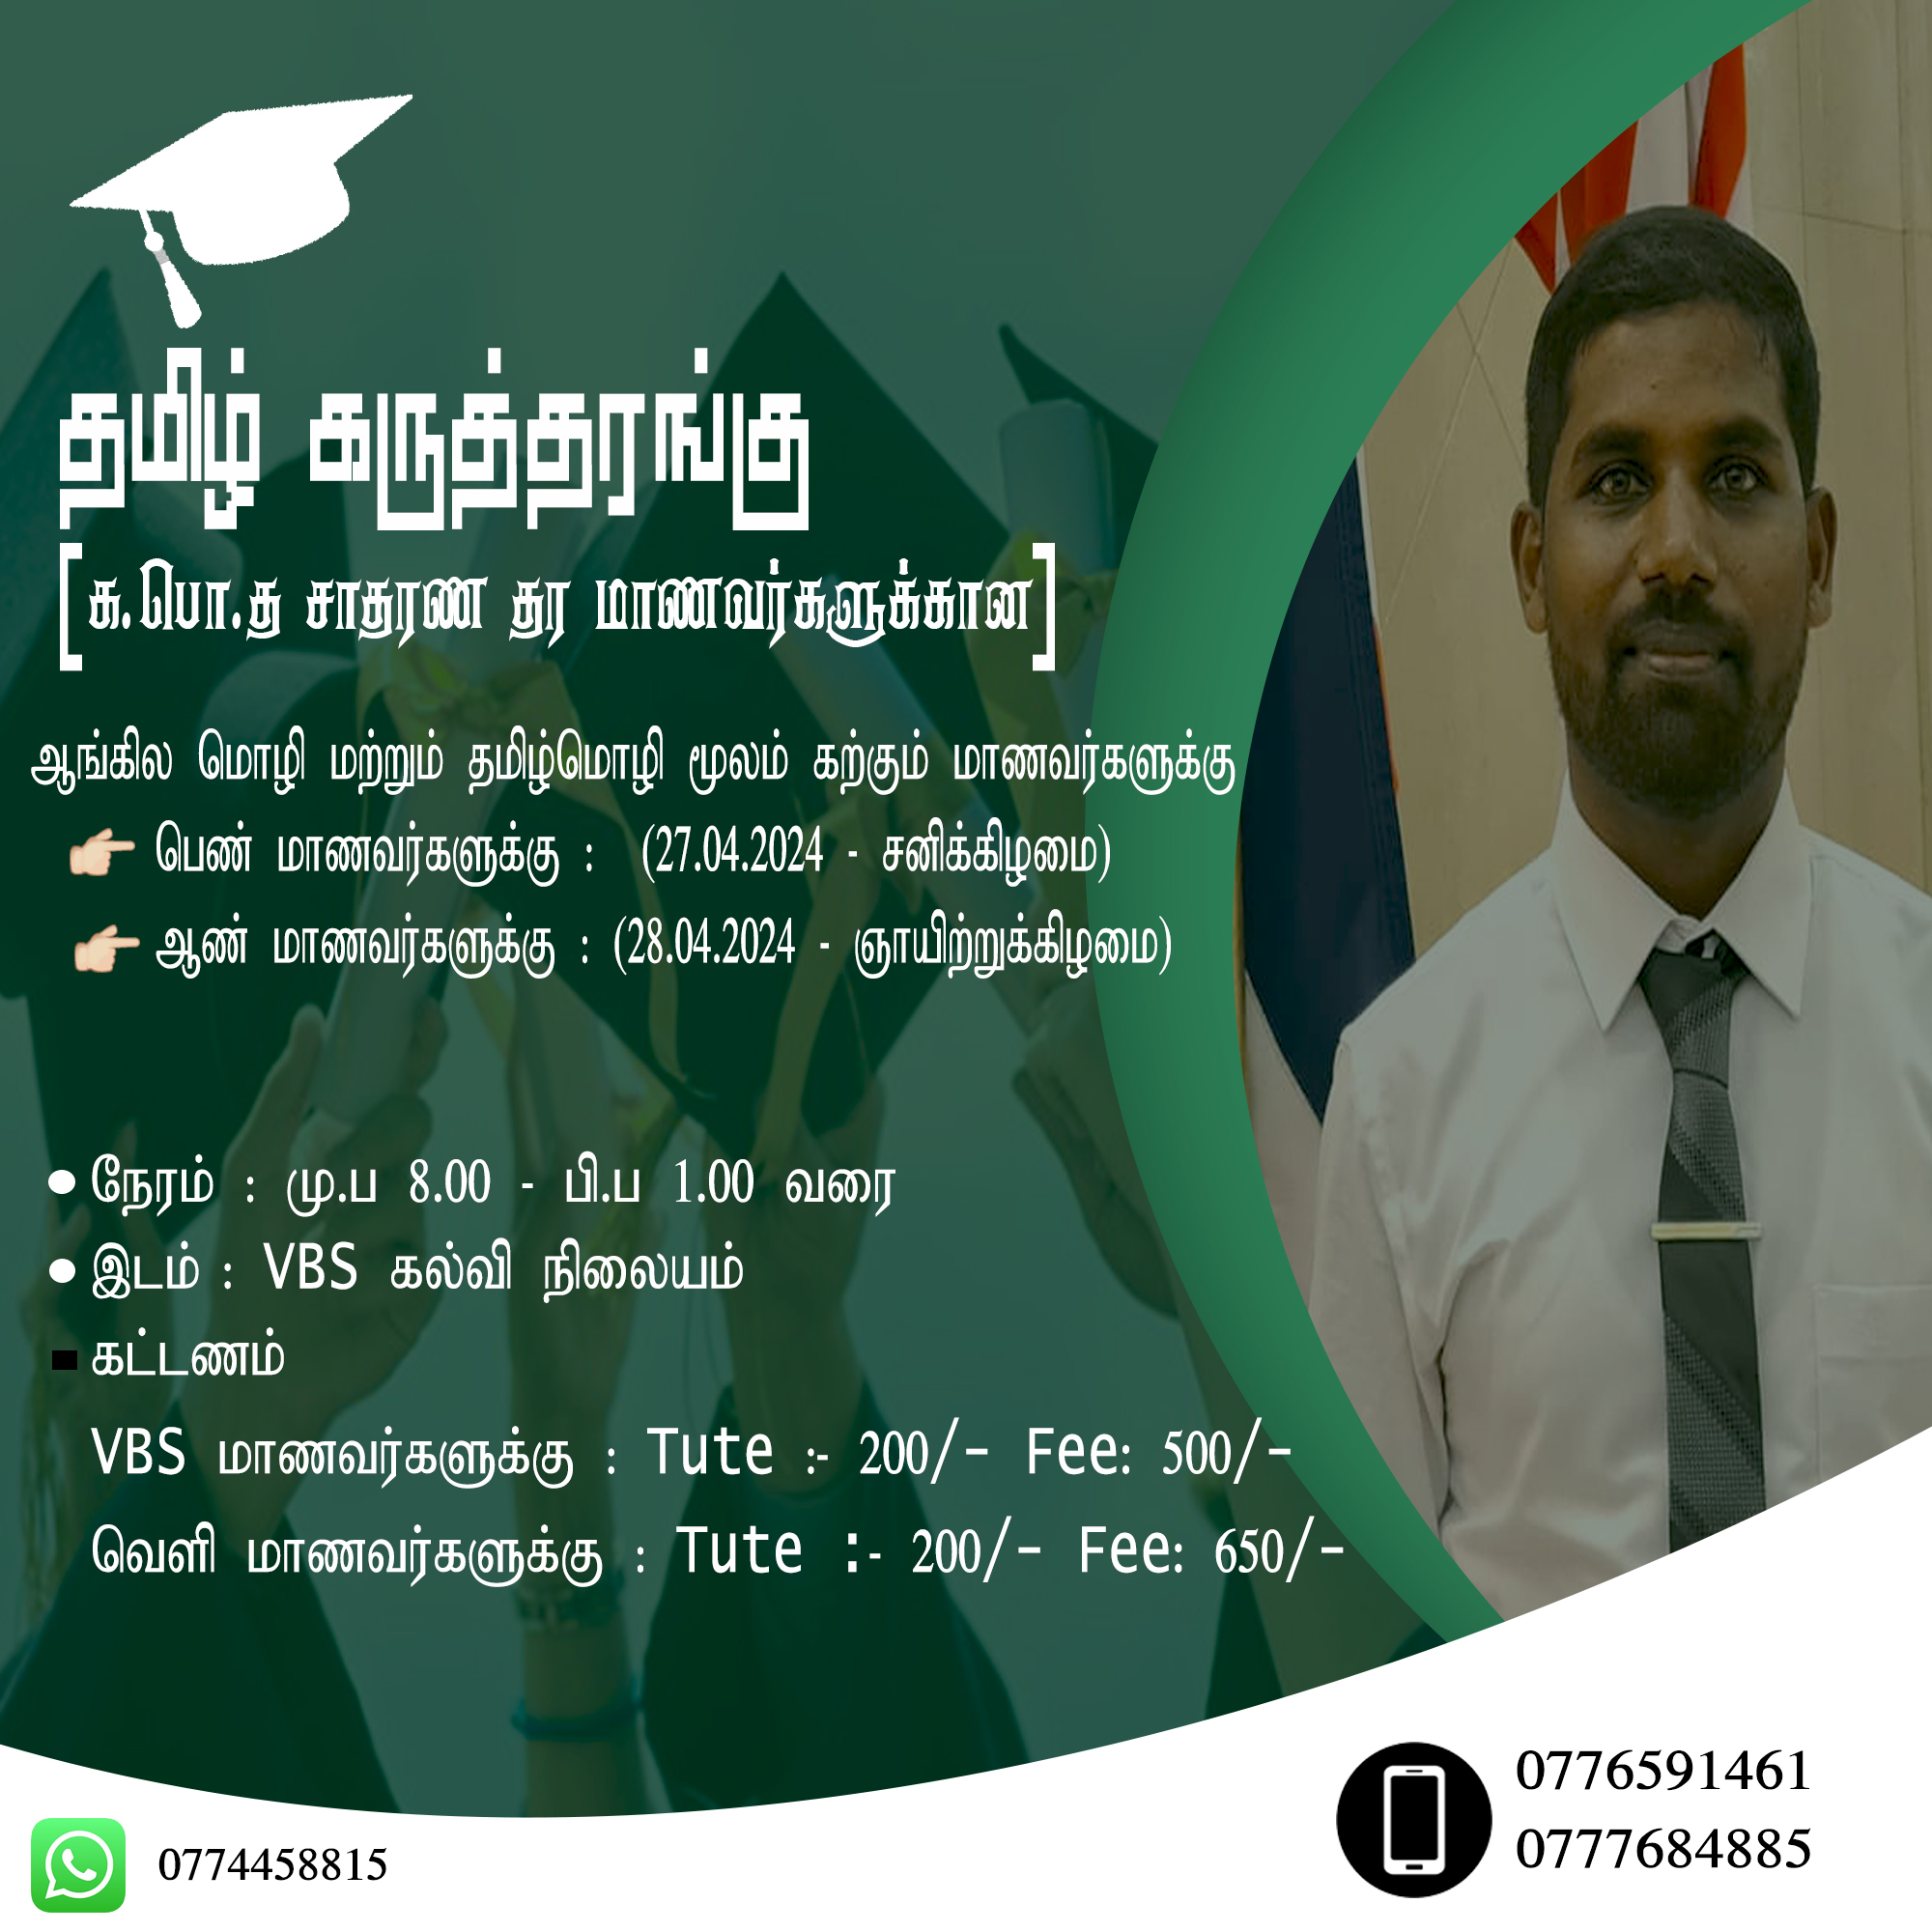 தமிழ் கருத்தரங்கு
[க.பொ.த சாதரண தர மாணவர்களுக்கான]
ஆங்கில மொழி மற்றும் தமிழ்மொழி மூலம் கற்கும் மாணவர்களுக்கு
பெண் மாணவர்களுக்கு : (27.04.2024 - சனிக்கிழமை)
ஆண் மாணவர்களுக்கு : (28.04.2024 - ஞாயிற்றுக்கிழமை)
நேரம் : மு.ப 8.00 - பி.ப 1.00 வரை
இடம் : VBS கல்வி நிலையம்
கட்டணம்
VBS மாணவர்களுக்கு : Tute :- 200/- Fee: 500/-
வெளி மாணவர்களுக்கு : Tute :- 200/- Fee: 650/-
0776591461
0777684885
0774458815